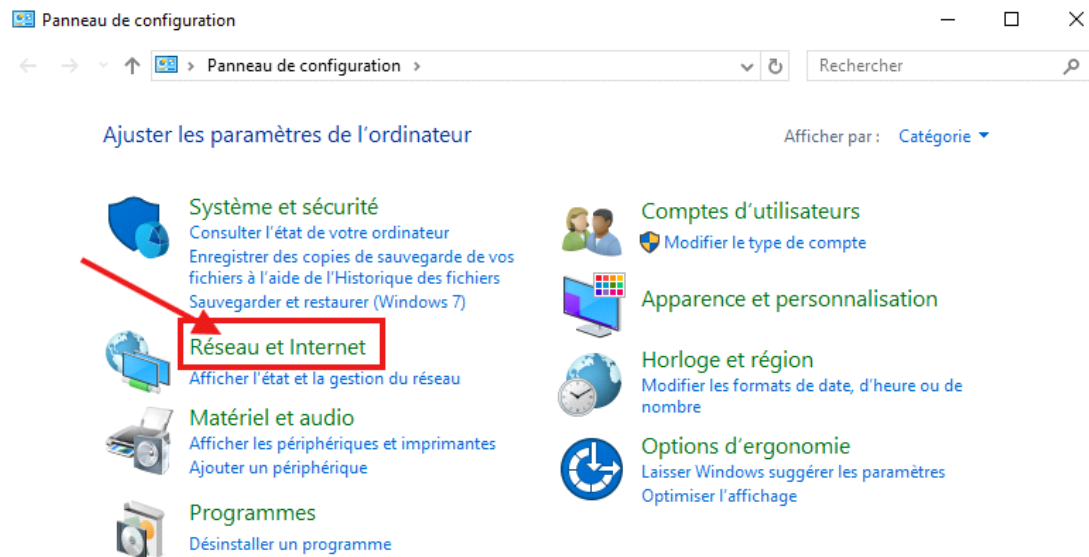 Panneau de configuration
Panneau de configuration
Rechercher
Ajuster les paramètres de l'ordinateur
Afficher par :
Catégorie
Système et sécurité
Consulter l'état de votre ordinateur
Enregistrer des copies de sauvegarde de vos
fichiers à l'aide de l'Historique des fichiers
Sauvegarder et restaurer (Windows 7)
Réseau et Internet
Afficher l'état et la gestion du réseau
Matériel et audio
Afficher les périphériques et imprimantes
Ajouter un périphérique
Programmes
Désinstaller un programme
Comptes d'utilisateurs
Modifier le type de compte
Apparence et personnalisation
Horloge et région
Modifier les formats de date, d'heure ou de
nombre
Options d'ergonomie
Laisser Windows suggérer les paramètres
Optimiser l'affichage